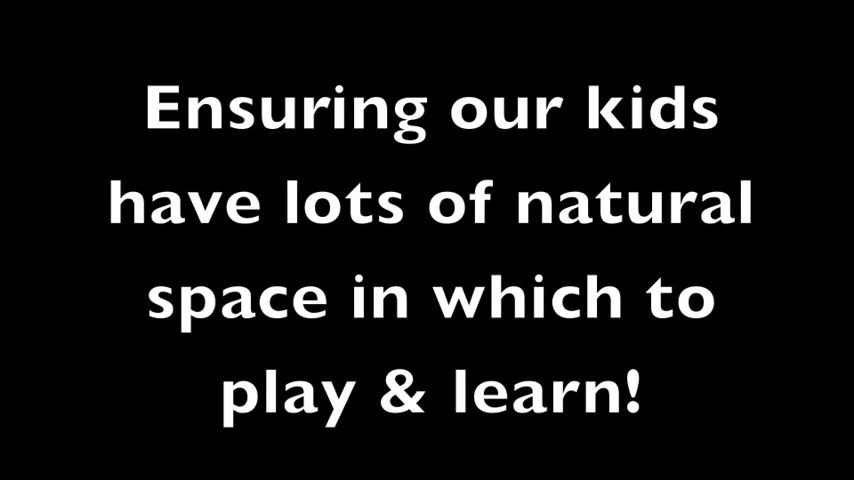 Ensuring our kids
have lots of natural
space in which to
play & learn!